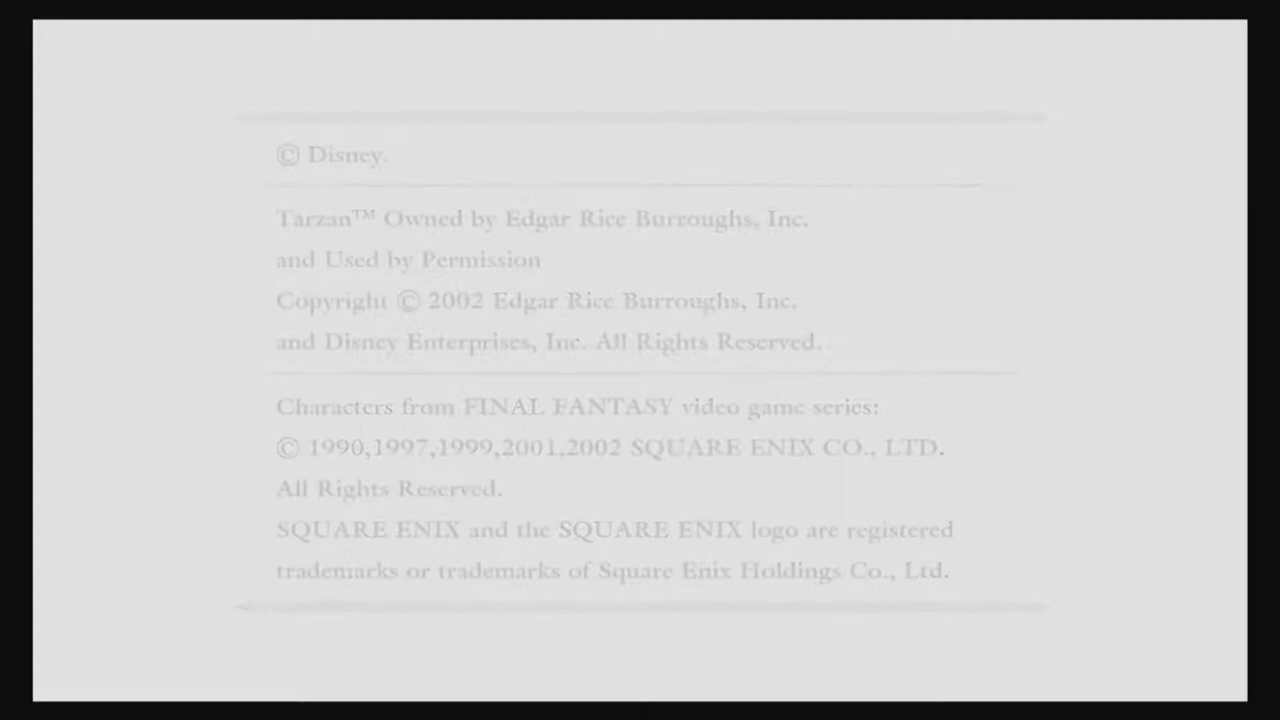 © Disney.
Tarzan™ Owned by Edgar Rice Burroughs, Inc.
and Used by Permission
Copyright © 2002 Edgar Rice Burroughs, Inc.
and Disney Enterprises, Inc. All Rights Reserved.
Characters from FINAL FANTASY video game series:
© 1990,1997,1999,2001,2002 SQUARE ENIX CO., LTD.
All Rights Reserved.
SQUARE ENIX and the SQUARE ENIX logo are registered
trademarks or trademarks of Square Enix Holdings Co., Ltd.